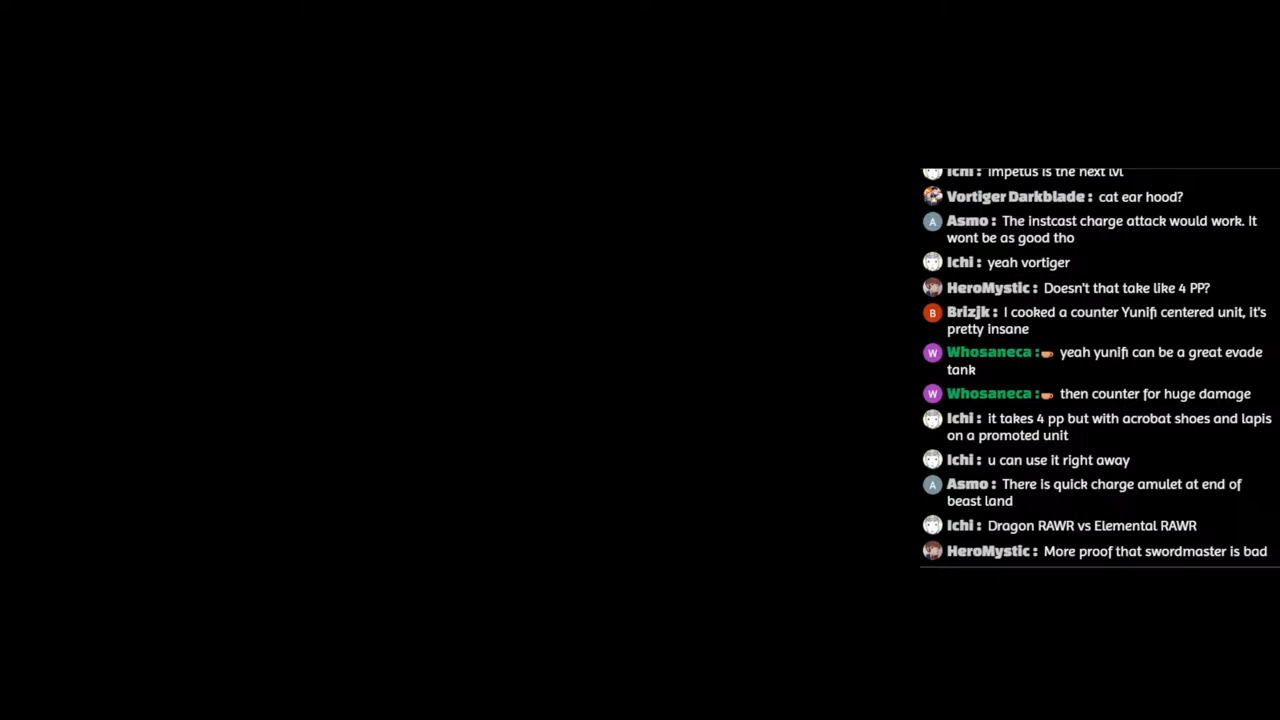 Ichi : impetus is the next lvl
Vortiger Darkblade : cat ear hood?
A Asmo : The instcast charge attack would work. It
wont be as good tho
Ichi : yeah vortiger
HeroMystic : Doesn't that take like 4 PP?
B Brizjk : I cooked a counter Yunifi centered unit, it's
pretty insane
W Whosaneca : yeah yunifi can be a great evade
tank
W Whosaneca : then counter for huge damage
Ichi : it takes 4 pp but with acrobat shoes and lapis
on a promoted unit
Ichi : u can use it right away
A Asmo : There is quick charge amulet at end of
beast land
Ichi : Dragon RAWR vs Elemental RAWR
HeroMystic : More proof that swordmaster is bad